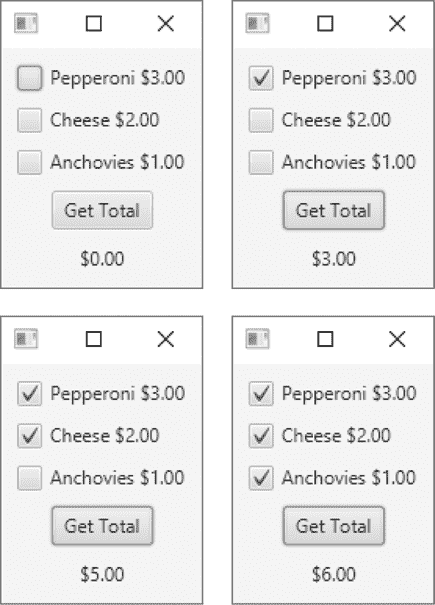 Pepperoni $3.00
Cheese $2.00
Anchovies $1.00
Get Total
$0.00
Pepperoni $3.00
Cheese $2.00
Anchovies $1.00
Get Total
$3.00
Pepperoni $3.00
Cheese $2.00
Anchovies $1.00
Get Total
$5.00
Pepperoni $3.00
Cheese $2.00
Anchovies $1.00
Get Total
$6.00